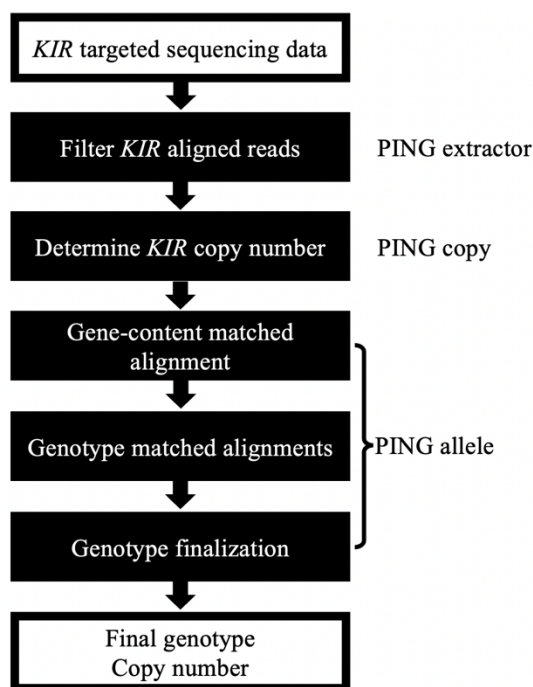 KIR targeted sequencing data
Filter KIR aligned reads
PING extractor
Determine KIR copy number
PING copy
Gene-content matched
alignment
Genotype matched alignments
PING allele
Genotype finalization
Final genotype
Copy number